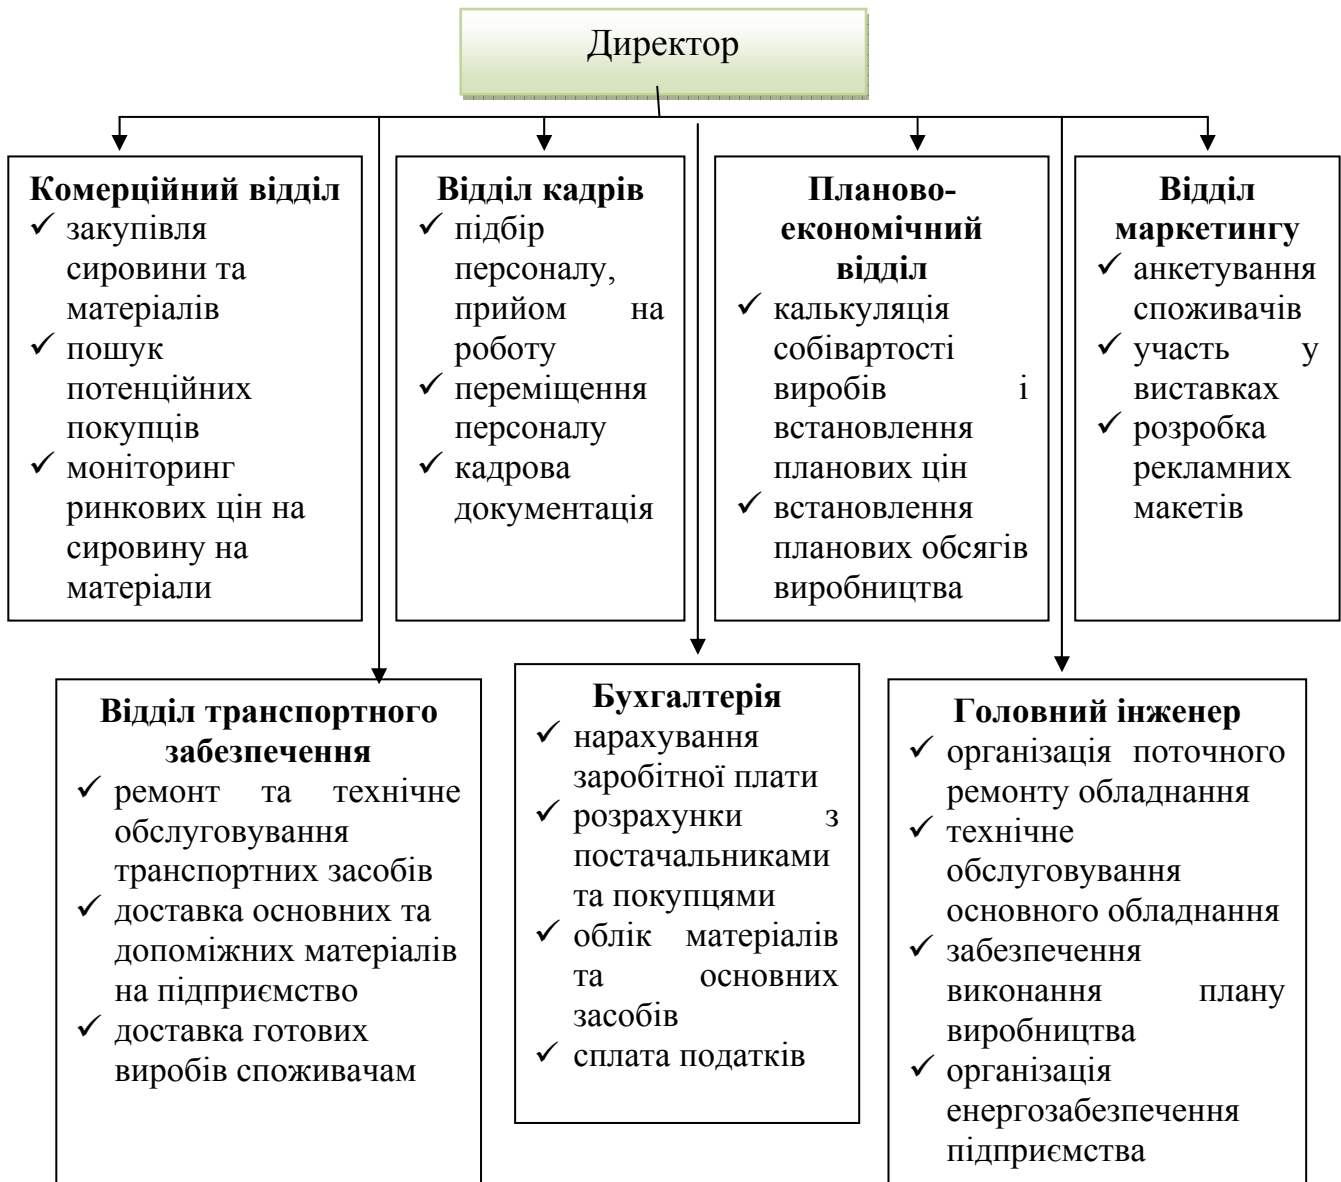 Директор
Комерційний відділ
✓ закупівля
сировини та
матеріалів
✓ пошук
потенційних
покупців
✓ моніторинг
ринкових цін на
сировину на
матеріали
Відділ кадрів
✓ підбір
персоналу,
прийом на
роботу
✓ переміщення
персоналу
✓ кадрова
документація
Планово-
економічний
відділ
✓ калькуляція
собівартості
виробів і
встановлення
планових цін
✓ встановлення
планових обсягів
виробництва
Відділ
маркетингу
✓ анкетування
споживачів
✓ участь у
виставках
✓ розробка
рекламних
макетів
Відділ транспортного
забезпечення
✓ ремонт та технічне
обслуговування
транспортних засобів
✓ доставка основних та
допоміжних матеріалів
на підприємство
✓ доставка готових
виробів споживачам
Бухгалтерія
✓ нарахування
заробітної плати
✓ розрахунки з
постачальниками
та покупцями
✓ облік матеріалів
та основних
засобів
✓ сплата податків
Головний інженер
✓ організація поточного
ремонту обладнання
✓ технічне
обслуговування
основного обладнання
✓ забезпечення
виконання плану
виробництва
✓ організація
енергозабезпечення
підприємства